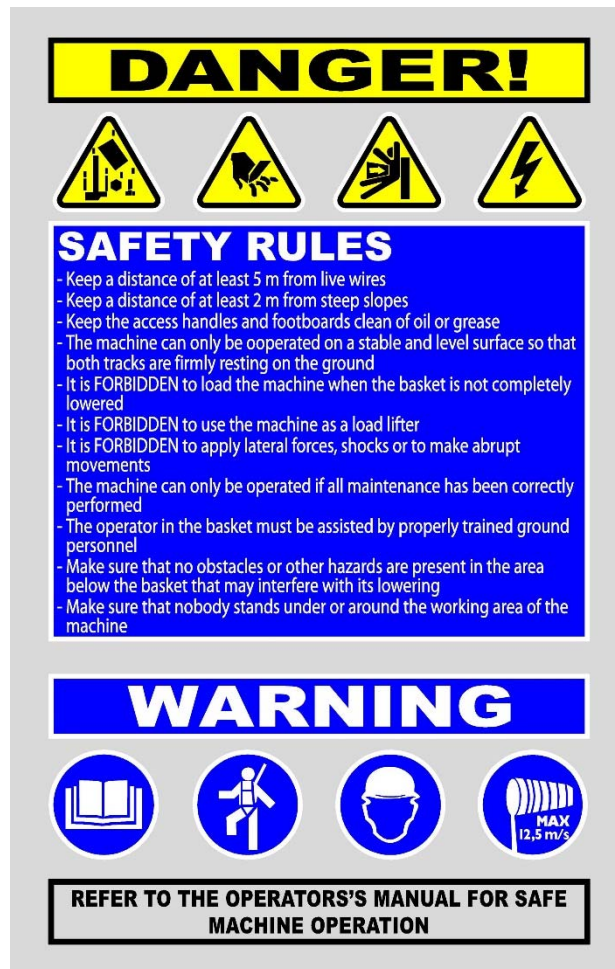 DANGER!
SAFETY RULES
- Keep a distance of at least 5 m from live wires
- Keep a distance of at least 2 m from steep slopes
- Keep the access handles and footboards clean of oil or grease
- The machine can only be ooperated on a stable and level surface so that
both tracks are firmly resting on the ground
- It is FORBIDDEN to load the machine when the basket is not completely
lowered
- It is FORBIDDEN to use the machine as a load lifter
- It is FORBIDDEN to apply lateral forces, shocks or to make abrupt
movements
- The machine can only be operated if all maintenance has been correctly
performed
- The operator in the basket must be assisted by properly trained ground
personnel
- Make sure that no obstacles or other hazards are present in the area
below the basket that may interfere with its lowering
- Make sure that nobody stands under or around the working area of the
machine
WARNING
MAX
12,5 m/s
REFER TO THE OPERATORS'S MANUAL FOR SAFE
MACHINE OPERATION